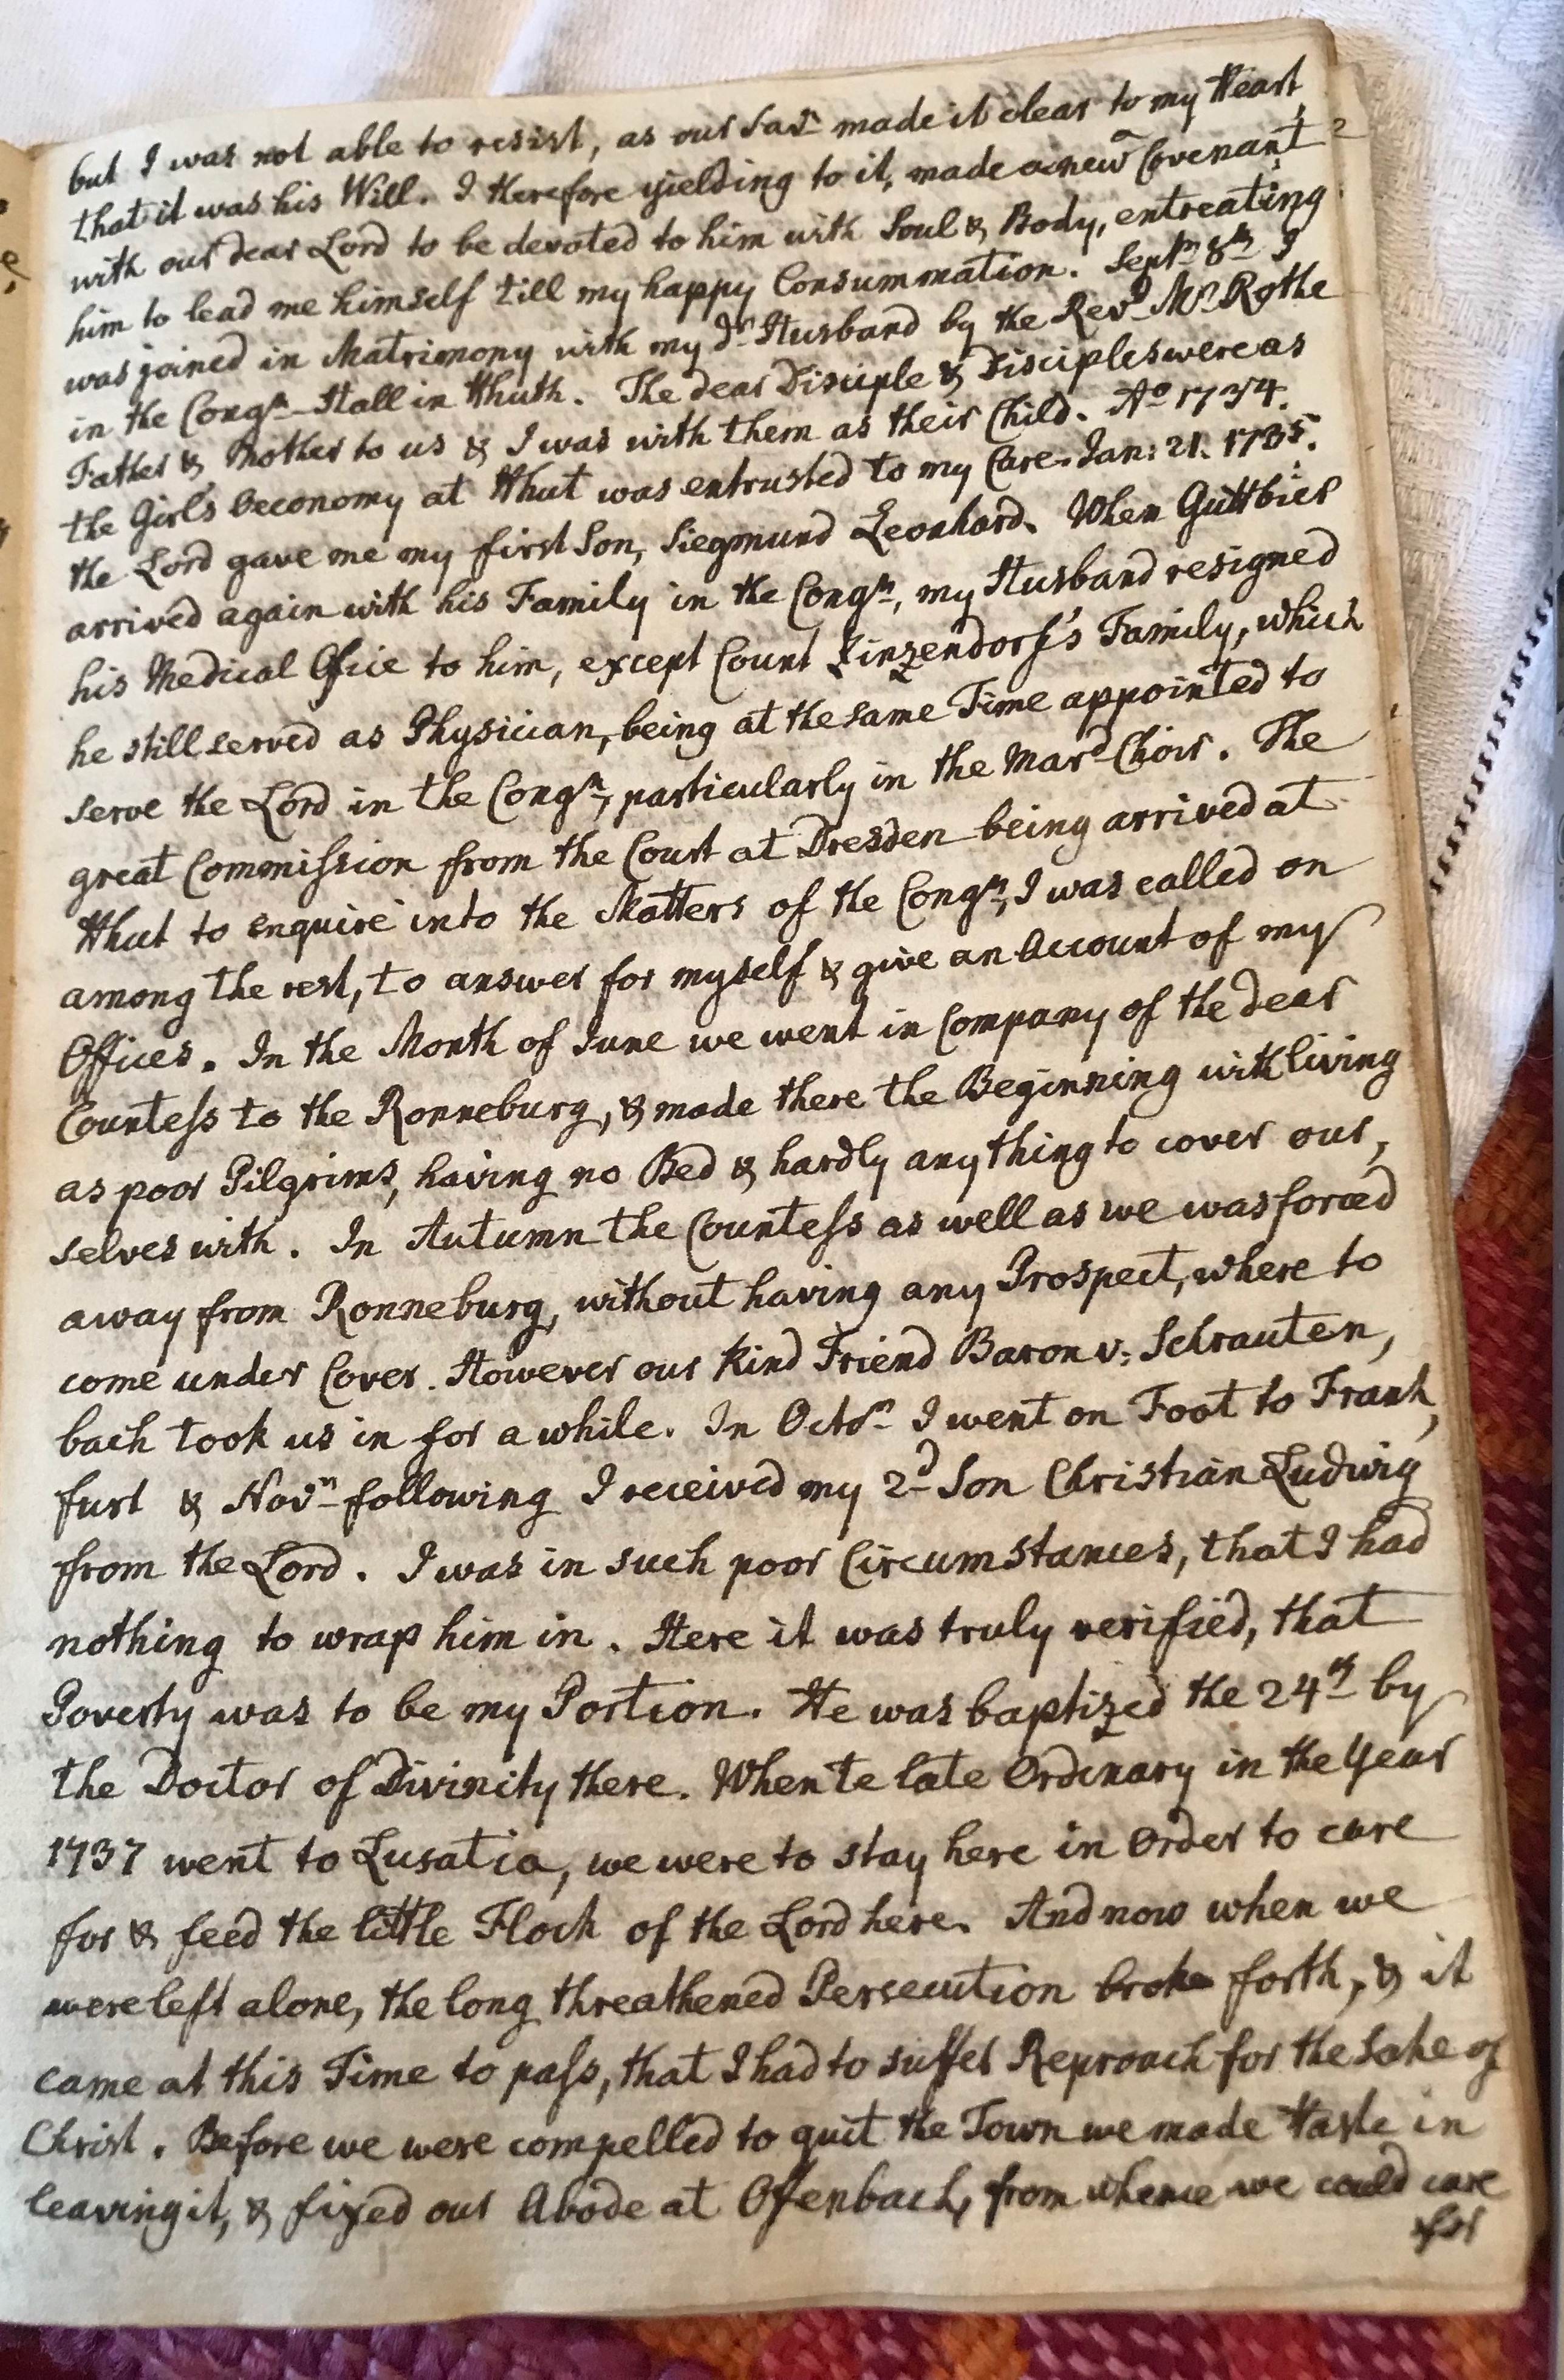 but I was not able to resist, as our Savr made it clear to my Heart,
that it was his Will. I therefore yielding to it, made a new Covenant
with our dear Lord to be devoted to him with Soul & Body, entreating
him to lead me himself till my happy Consummation. Septr 8th I
was joined in Matrimony with my dr Husband by the Revd Mr Rothe
in the Congn-Hall in Hhuth. The dear Disciple & Disciples were as
Father & Mother to us & I was with them as their Child. Ao 1734.
the Girls Oeconomy at Hhut was entrusted to my Care. Jan: 21. 1735.
the Lord gave me my first Son, Siegmund Leonhard. When Guttbier
arrived again with his Family in the Congn, my Husband resigned
his Medical Office to him, except Count Zinzendorf's Family, which
he still served as Physician, being at the same Time appointed to
serve the Lord in the Congn, particularly in the Mard Choir. The
great Commission from the Court at Dresden being arrived at
Hhut to enquire into the Matters of the Congn, I was called on
among the rest, to answer for myself & give an Account of my
Offices. In the Month of June we went in Company of the dear
Countess to the Ronneburg, & made there the Beginning with living
as poor Pilgrims, having no Bed & hardly any thing to cover our,
selves with. In Autumn the Countess as well as we was forced
away from Ronneburg, without having any Prospect, where to
come under Cover. However our kind Friend Baron v: Schrauten,
bach took us in for a while. In Octbr I went on Foot to Frank,
furt & Novr following I received my 2d Son Christian Ludwig
from the Lord. I was in such poor Circumstances, that I had
nothing to wrap him in. Here it was truly verified, that
Poverty was to be my Portion. He was baptized the 24th by
the Doctor of Divinity there. When te late Ordinary in the Year
1737 went to Lusatia, we were to stay here in Order to care
for & feed the little Flock of the Lord here. And now when we
were left alone, the long threathened Persecution broke forth, & it
came at this Time to pass, that I had to suffer Reproach for the Sake of
Christ. Before we were compelled to quit the Town we made Haste in
leaving it, & fixed our Abode at Ofenbach, from whence we could care
for